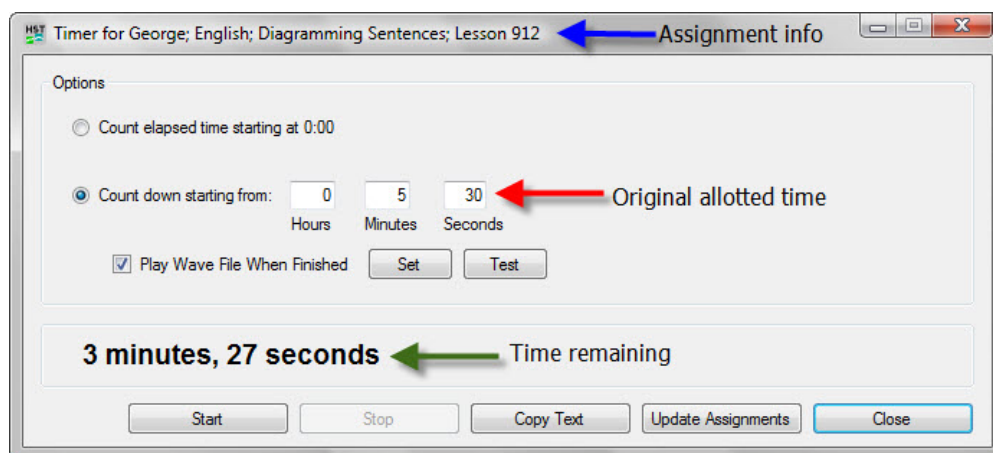 HST
Timer for George; English; Diagramming Sentences; Lesson 912 Assignment info
Options
Count elapsed time starting at 0:00
Count down starting from: 0 5 30 Original allotted time
Hours Minutes Seconds
Play Wave File When Finished Set Test
3 minutes, 27 seconds Time remaining
Start Stop Copy Text Update Assignments Close